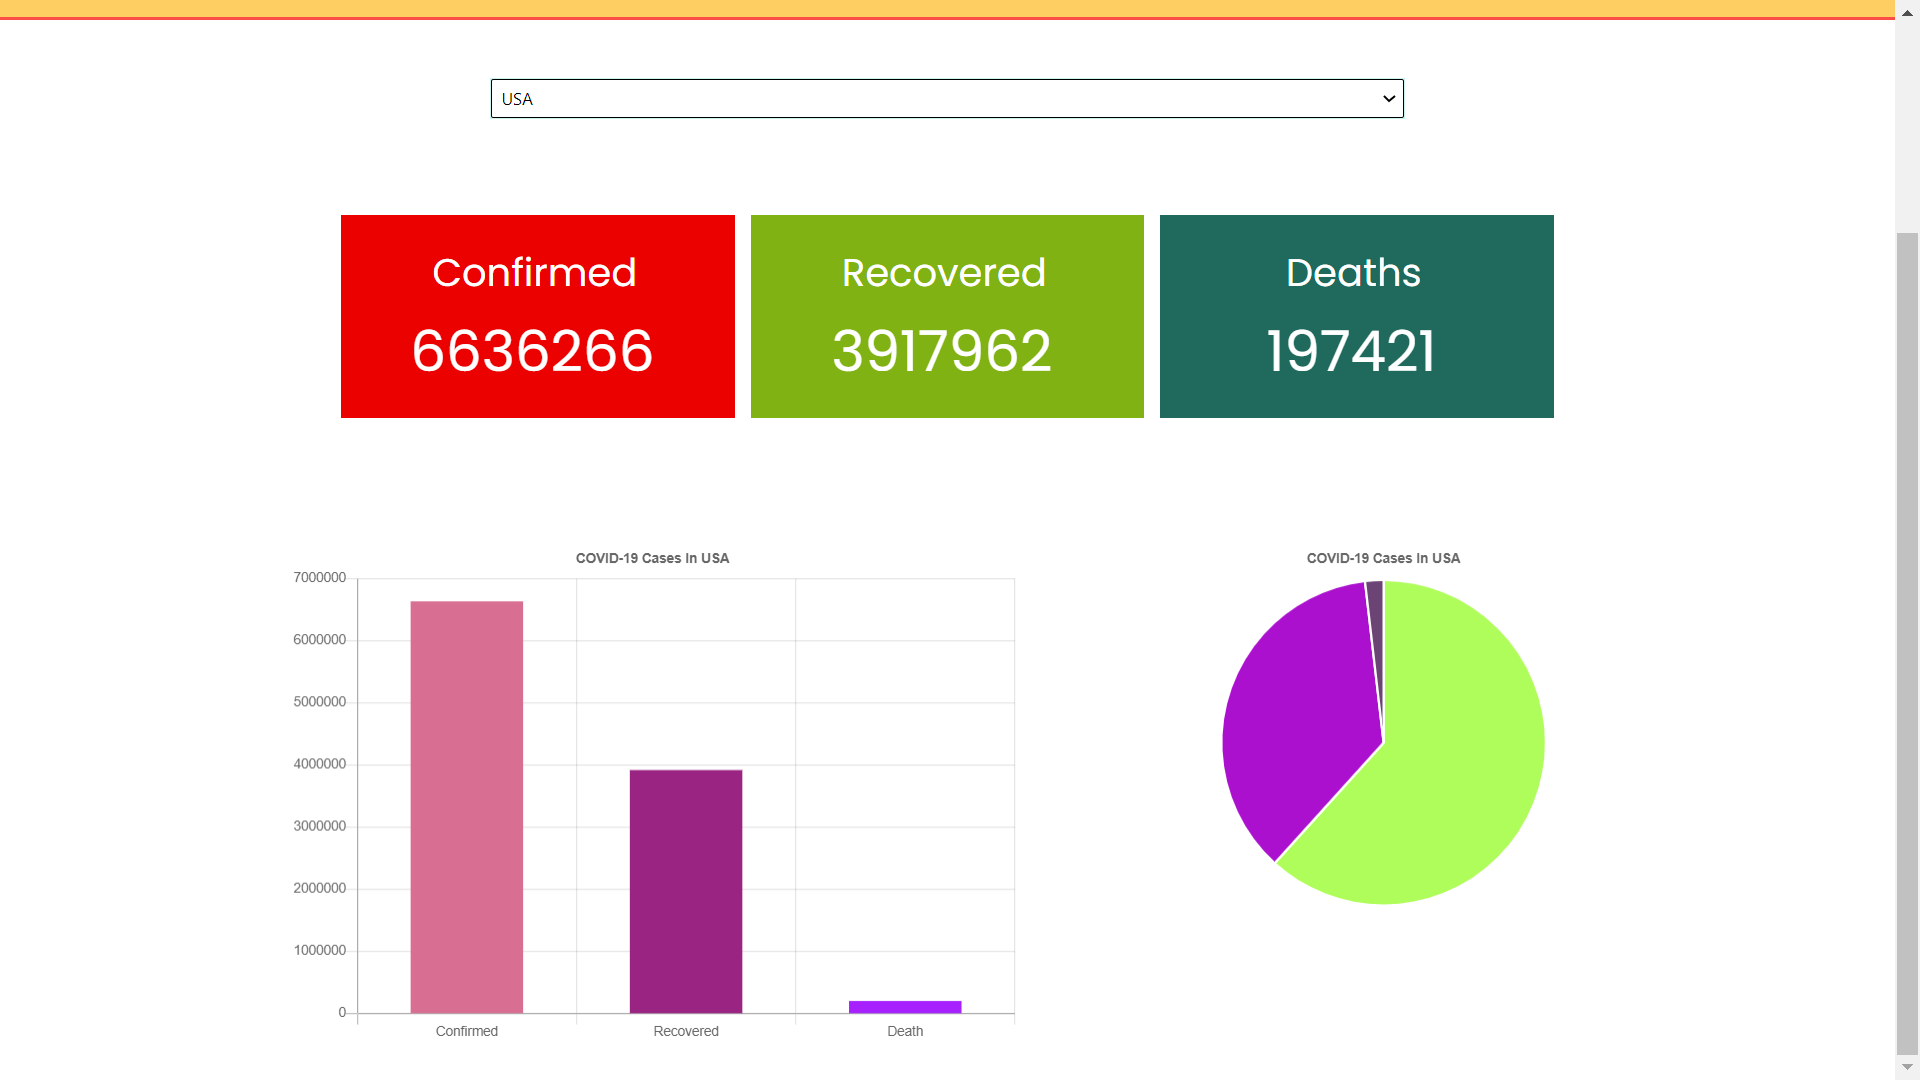 USA
Confirmed
6636266
Recovered
3917962
Deaths
197421
COVID-19 Cases In USA
7000000
6000000
5000000
4000000
3000000
2000000
1000000
0
Confirmed
Recovered
Death
COVID-19 Cases In USA